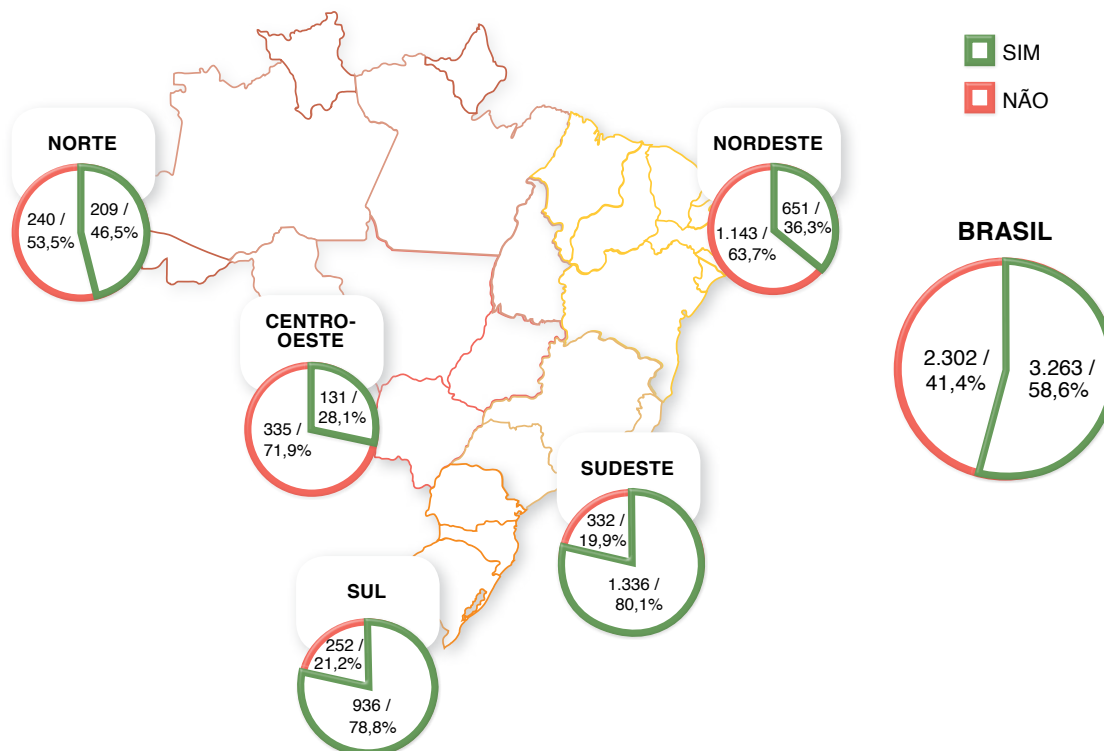 SIM
NÃO
NORTE
240 /
53,5%
209 /
46,5%
NORDESTE
1.143 /
63,7%
651 /
36,3%
BRASIL
2.302 /
41,4%
3.263 /
58,6%
CENTRO-
OESTE
335 /
71,9%
131 /
28,1%
SUDESTE
332 /
19,9%
1.336 /
80,1%
SUL
252 /
21,2%
936 /
78,8%